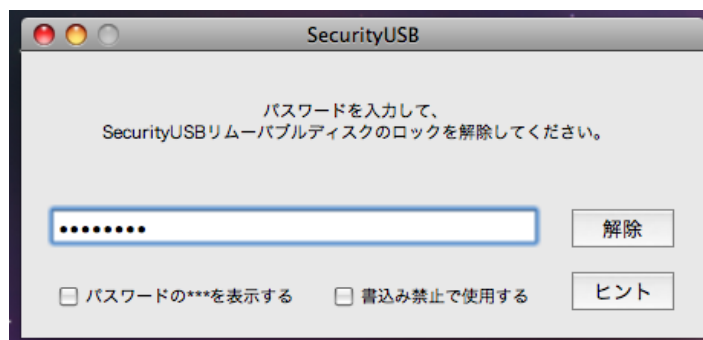 SecurityUSB
パスワードを入力して、
SecurityUSBリムーバブルディスクのロックを解除してください。
••••••••
解除
パスワードの***を表示する
書込み禁止で使用する
ヒント